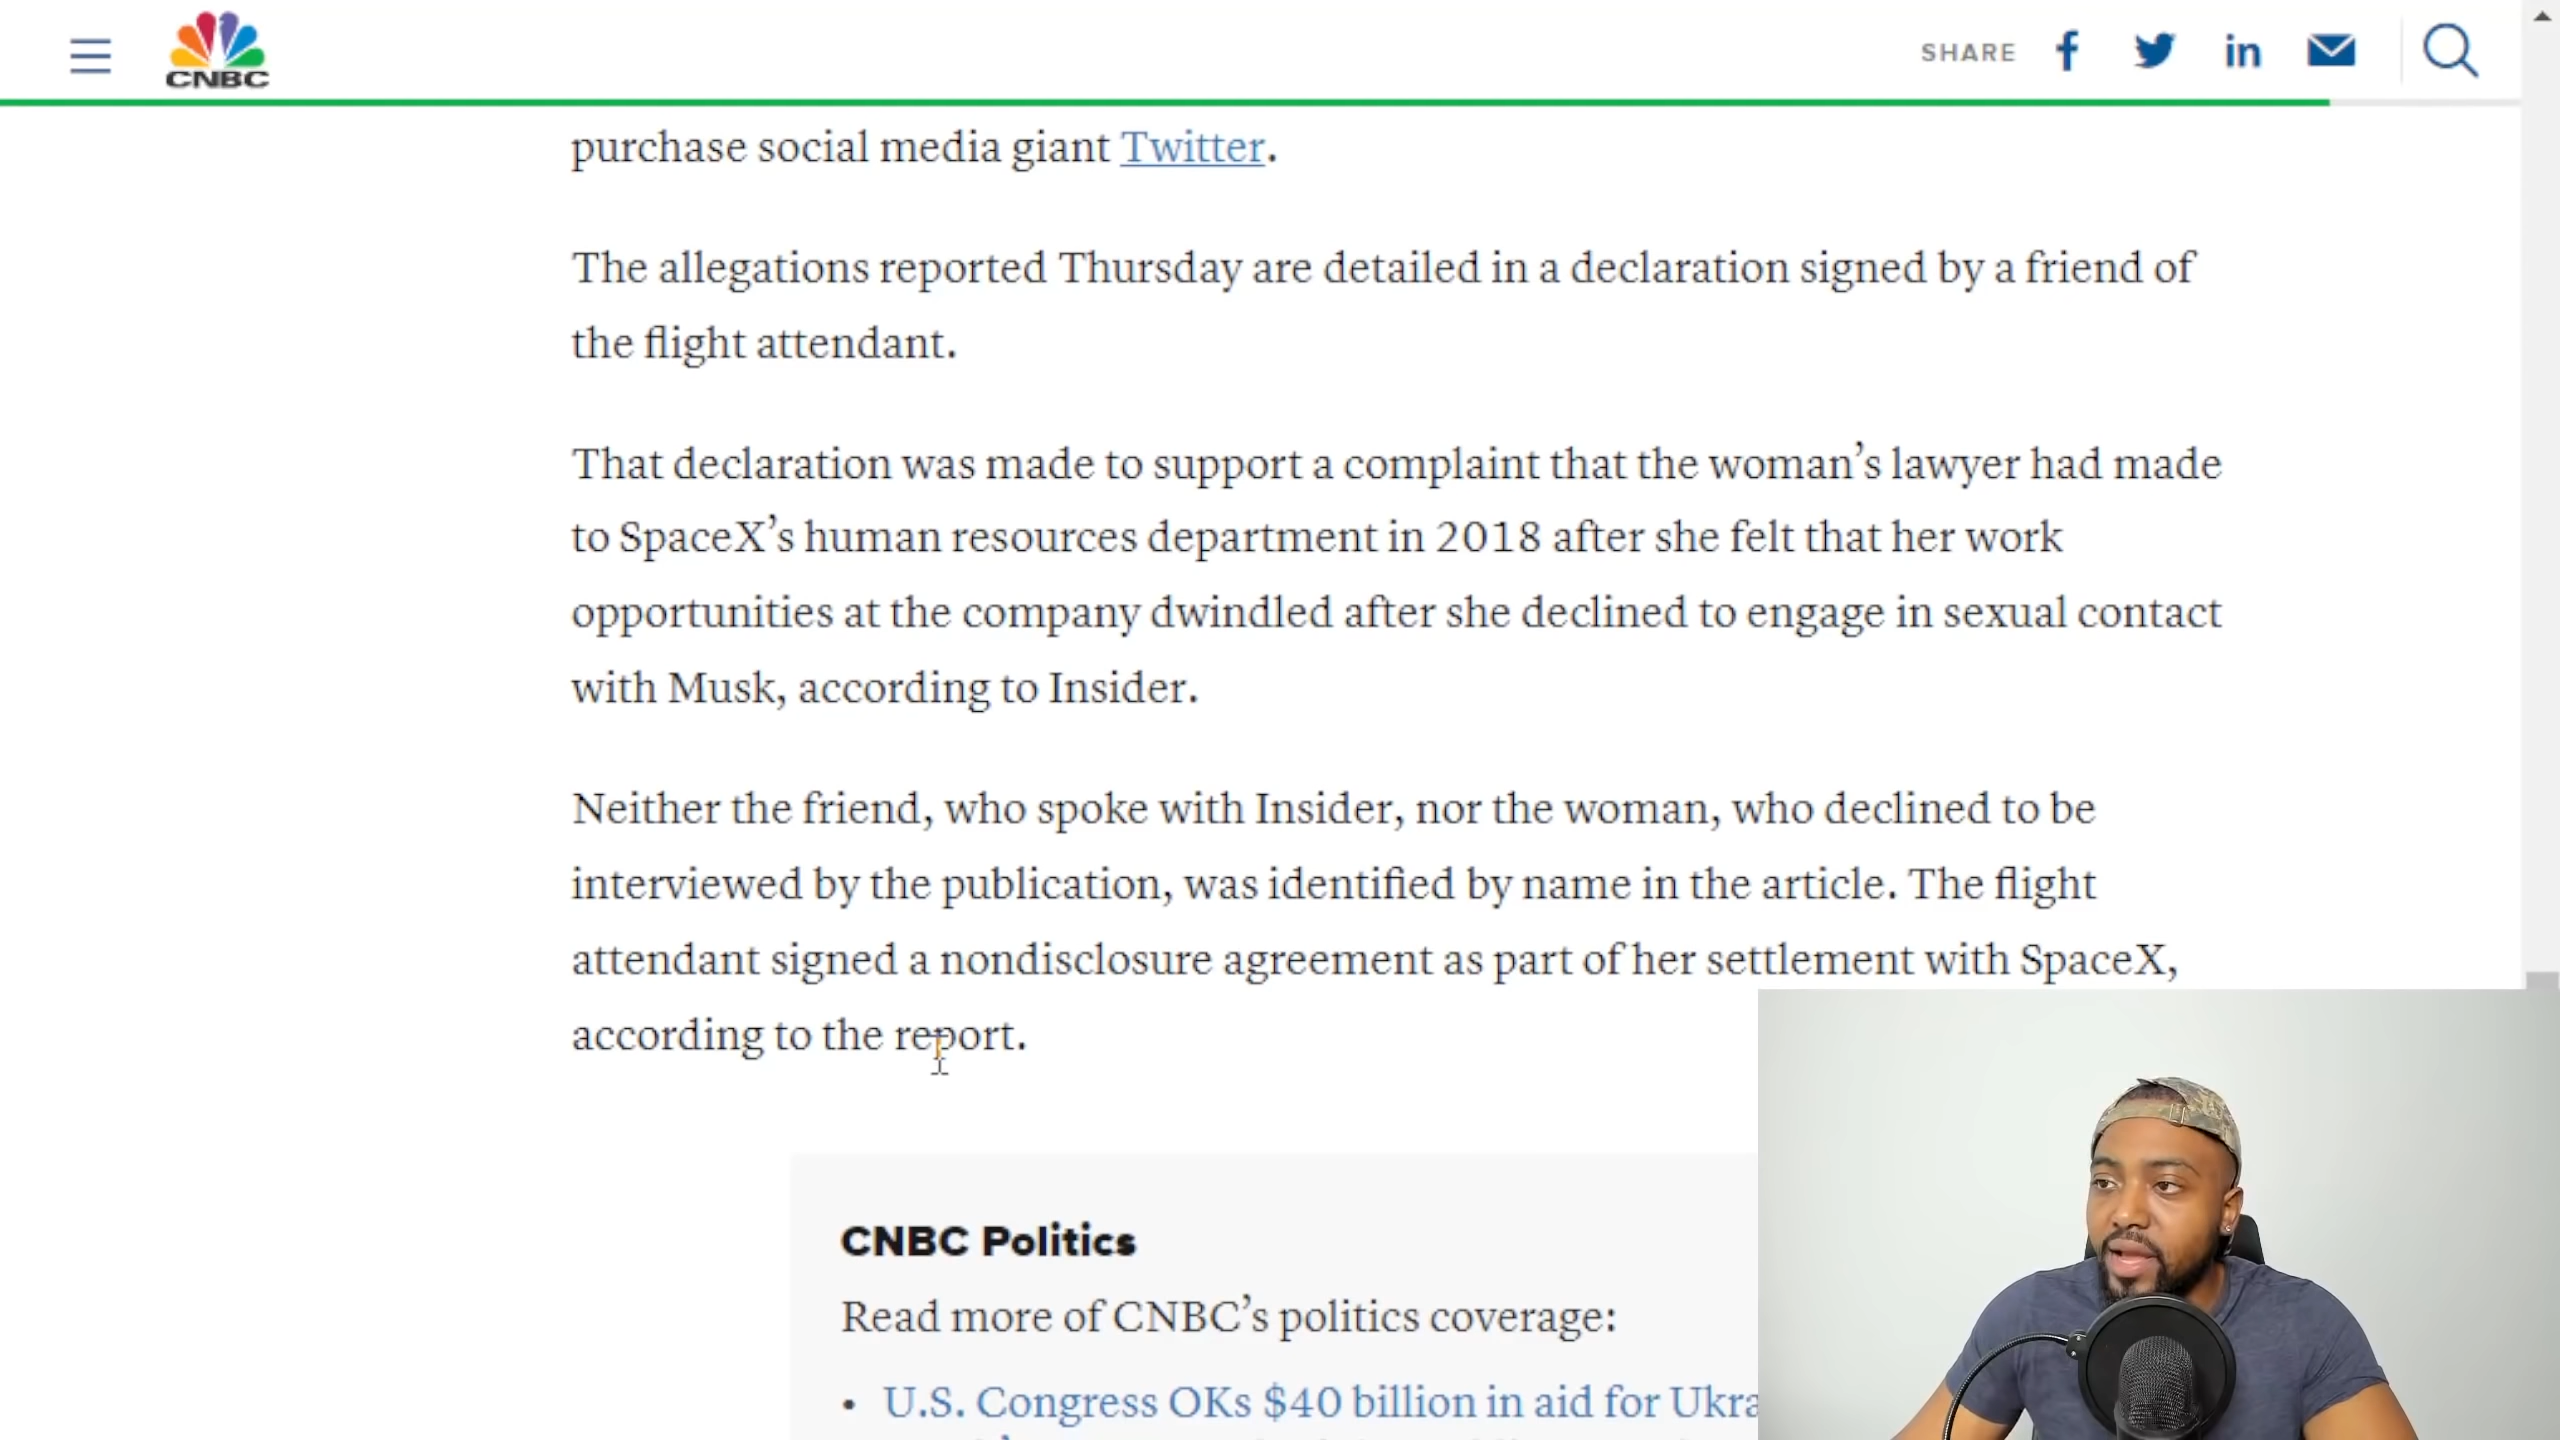 CNBC
SHARE
purchase social media giant Twitter.
The allegations reported Thursday are detailed in a declaration signed by a friend of
the flight attendant.
That declaration was made to support a complaint that the woman’s lawyer had made
to SpaceX’s human resources department in 2018 after she felt that her work
opportunities at the company dwindled after she declined to engage in sexual contact
with Musk, according to Insider.
Neither the friend, who spoke with Insider, nor the woman, who declined to be
interviewed by the publication, was identified by name in the article. The flight
attendant signed a nondisclosure agreement as part of her settlement with SpaceX,
according to the report.
CNBC Politics
Read more of CNBC’s politics coverage:
• U.S. Congress OKs $40 billion in aid for Ukra